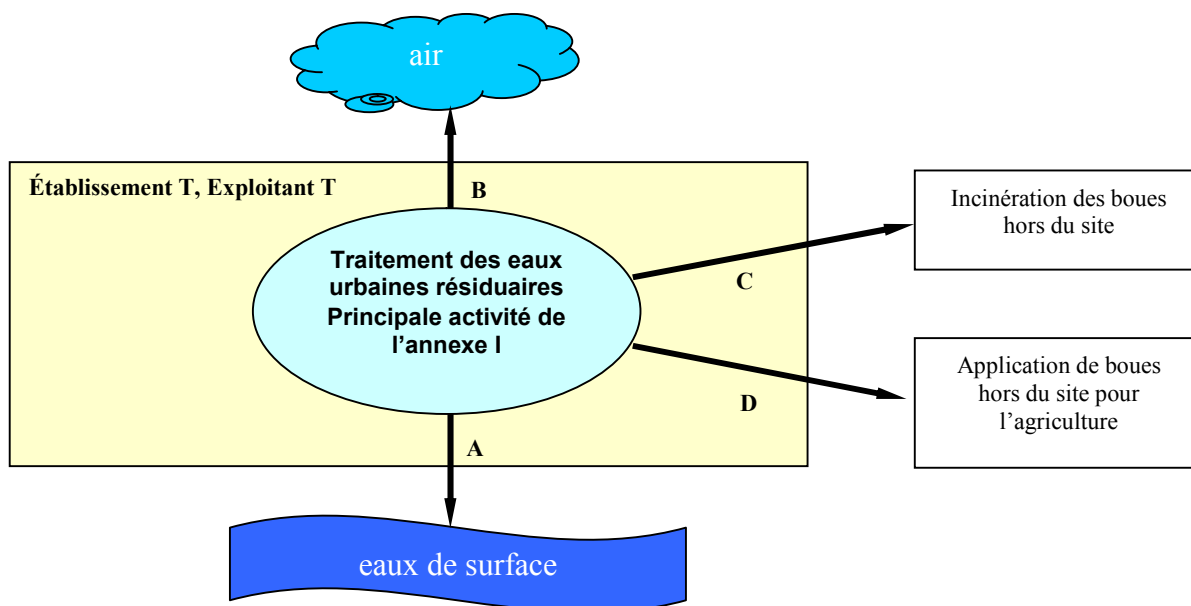 air
Établissement T, Exploitant T
B
Traitement des eaux
urbaines résiduaires
Principale activité de
l'annexe I
C
Incinération des boues
hors du site
D
Application de boues
hors du site pour
l'agriculture
A
eaux de surface